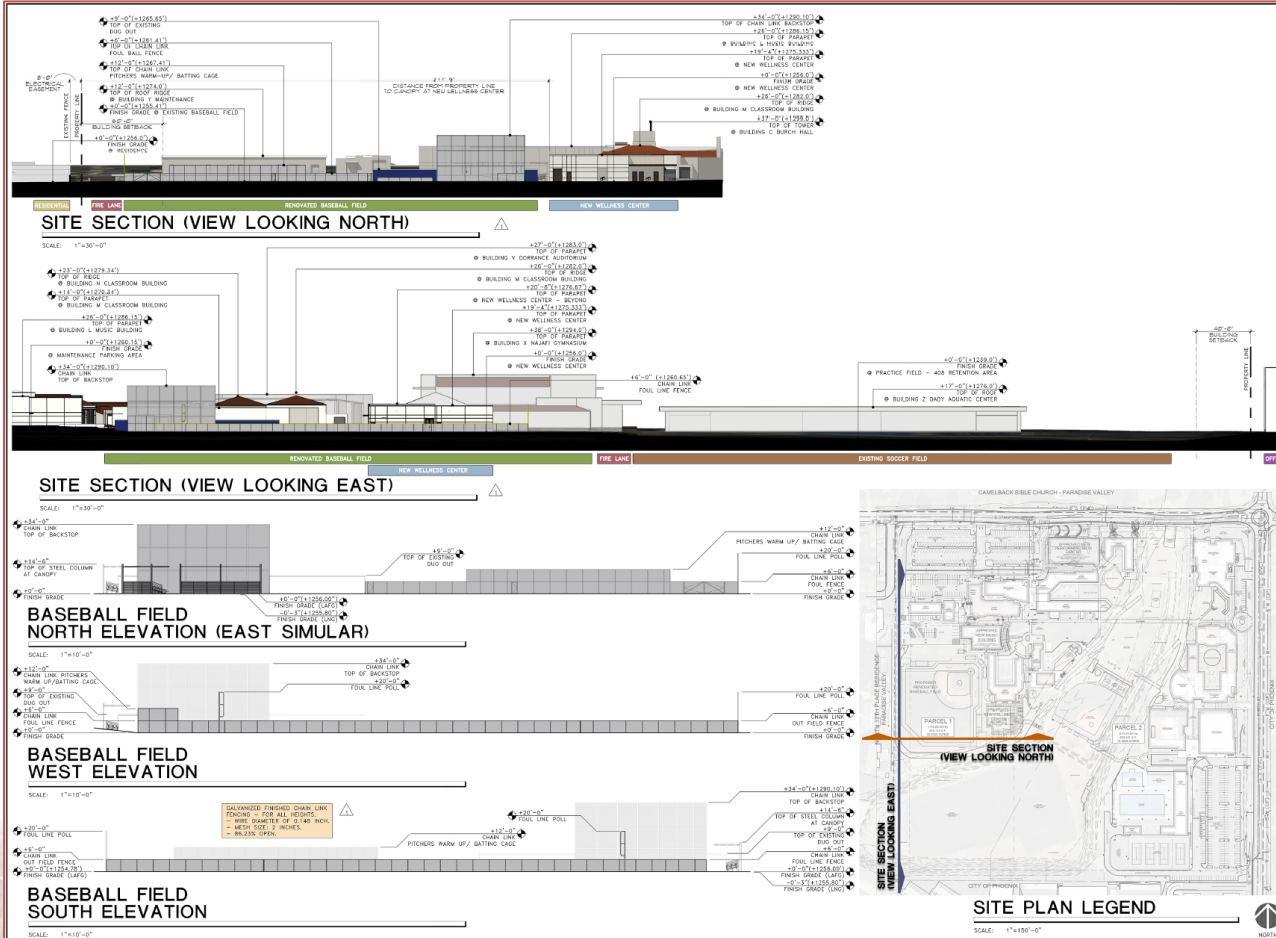 +9'-0"(+1265.65')
TOP OF EXISTING
DUG OUT
+6'-0"(+1261.41')
TOP OF CHAIN LINK
FOUL BALL FENCE
+12'-0"(+1267.41')
TOP OF CHAIN LINK
PITCHERS WARM-UP/ BATTING CAGE
+12'-0"(+1274.0')
TOP OF ROOF RIDGE
@ BUILDING Y MAINTENANCE
+0'-0"(+1255.41')
FINISH GRADE @ EXISTING BASEBALL FIELD
BUILDING SETBACK
+0'-0"(+1256.0')
FINISH GRADE
@ RESIDENCE
ELECTRICAL
EASEMENT
EXISTING FENCE
PROPERTY LINE
DISTANCE FROM PROPERTY LINE
TO CANOPY AT NEW WELLNESS CENTER
+34'-0"(+1290.10')
TOP OF CHAIN LINK BACKSTOP
+26'-0"(+1286.15')
TOP OF PARAPET
@ BUILDING L MUSIC BUILDING
+19'-4"(+1275.333')
TOP OF PARAPET
@ NEW WELLNESS CENTER
+0'-0"(+1256.0')
FINISH GRADE
@ NEW WELLNESS CENTER
+26'-0"(+1282.0')
TOP OF RIDGE
@ BUILDING M CLASSROOM BUILDING
TOP OF TOWER
@ BUILDING C BURCH HALL
RESIDENTIAL
FIRE LANE
RENOVATED BASEBALL FIELD
NEW WELLNESS CENTER
SITE SECTION (VIEW LOOKING NORTH)
SCALE: 1"=30'-0"
+23'-0"(+1279.34')
TOP OF RIDGE
@ BUILDING N CLASSROOM BUILDING
TOP OF PARAPET
@ BUILDING M CLASSROOM BUILDING
+26'-0"(+1286.15')
TOP OF PARAPET
@ BUILDING L MUSIC BUILDING
+0'-0"(+1260.15')
FINISH GRADE
@ MAINTENANCE PARKING AREA
+34'-0"(+1290.10')
CHAIN LINK
TOP OF BACKSTOP
+27'-0"(+1283.0')
TOP OF PARAPET
@ BUILDING V DORRANCE AUDITORIUM
+26'-0"(+1282.0')
TOP OF RIDGE
@ BUILDING M CLASSROOM BUILDING
+20'-8"(+1276.67')
TOP OF PARAPET
@ NEW WELLNESS CENTER - BEYOND
+19'-4"(+1275.333')
TOP OF PARAPET
@ NEW WELLNESS CENTER
+38'-0"(+1294.0')
TOP OF PARAPET
@ BUILDING X NAJAFI GYMNASIUM
+0'-0"(+1256.0')
FINISH GRADE
@ NEW WELLNESS CENTER
+6'-0" (+1260.65')
CHAIN LINK
FOUL LINE FENCE
+0'-0"(+1239.0')
FINISH GRADE
@ PRACTICE FIELD - 408 RETENTION AREA
+17'-0"(+1276.0')
TOP OF ROOF
@ BUILDING Z DADY AQUATIC CENTER
40'-0"
BUILDING
SETBACK
PROPERTY LINE
RENOVATED BASEBALL FIELD
FIRE LANE
EXISTING SOCCER FIELD
OFF
NEW WELLNESS CENTER
SITE SECTION (VIEW LOOKING EAST)
SCALE: 1"=30'-0"
+34'-0"
CHAIN LINK
TOP OF BACKSTOP
+14'-6"
TOP OF STEEL COLUMN
AT CANOPY
+0'-0"
FINISH GRADE
+9'-0"
TOP OF EXISTING
DUG OUT
+0'-0"(+1256.00')
FINISH GRADE (LAFG)
-0'-3"(+1255.80')
FINISH GRADE (LNG)
+12'-0"
CHAIN LINK
PITCHERS WARM UP/ BATTING CAGE
+20'-0"
FOUL LINE POLL
+6'-0"
CHAIN LINK
FOUL FENCE
+0'-0"
FINISH GRADE
BASEBALL FIELD
NORTH ELEVATION (EAST SIMULAR)
SCALE: 1"=10'-0"
+12'-0"
CHAIN LINK PITCHERS
WARM UP/BATTING CAGE
+9'-0"
TOP OF EXISTING
DUG OUT
+6'-0"
CHAIN LINK
FOUL LINE FENCE
+0'-0"
FINISH GRADE
+34'-0"
CHAIN LINK
TOP OF BACKSTOP
+20'-0"
FOUL LINE POLL
+20'-0"
FOUL LINE POLL
+6'-0"
CHAIN LINK
OUT FIELD FENCE
+0'-0"
FINISH GRADE
BASEBALL FIELD
WEST ELEVATION
SCALE: 1"=10'-0"
GALVANIZED FINISHED CHAIN LINK
FENCING - FOR ALL HEIGHTS.
- WIRE DIAMETER OF 0.148 INCH.
- MESH SIZE: 2 INCHES.
- 86.23% OPEN.
+20'-0"
FOUL LINE POLL
+6'-0"
CHAIN LINK
OUT FIELD FENCE
+0'-0"(+1254.78')
FINISH GRADE (LAFG)
+20'-0"
FOUL LINE POLL
+12'-0"
CHAIN LINK
PITCHERS WARM UP/ BATTING CAGE
+34'-0"(+1290.10')
CHAIN LINK
TOP OF BACKSTOP
+14'-6"
TOP OF STEEL COLUMN
AT CANOPY
+9'-0"
TOP OF EXISTING
DUG OUT
+6'-0"
CHAIN LINK
FOUL LINE FENCE
+0'-0"(+1256.00')
FINISH GRADE (LAFG)
-0'-3"(+1255.80')
FINISH GRADE (LNG)
BASEBALL FIELD
SOUTH ELEVATION
SCALE: 1"=10'-0"
CAMELBACK BIBLE CHURCH - PARADISE VALLEY
PARADISE VALLEY
CITY OF PHOENIX
PARCEL 1
PARCEL 2
SITE SECTION
(VIEW LOOKING NORTH)
SITE SECTION
(VIEW LOOKING EAST)
CITY OF PHOENIX
SITE PLAN LEGEND
SCALE: 1"=150'-0"
NORTH